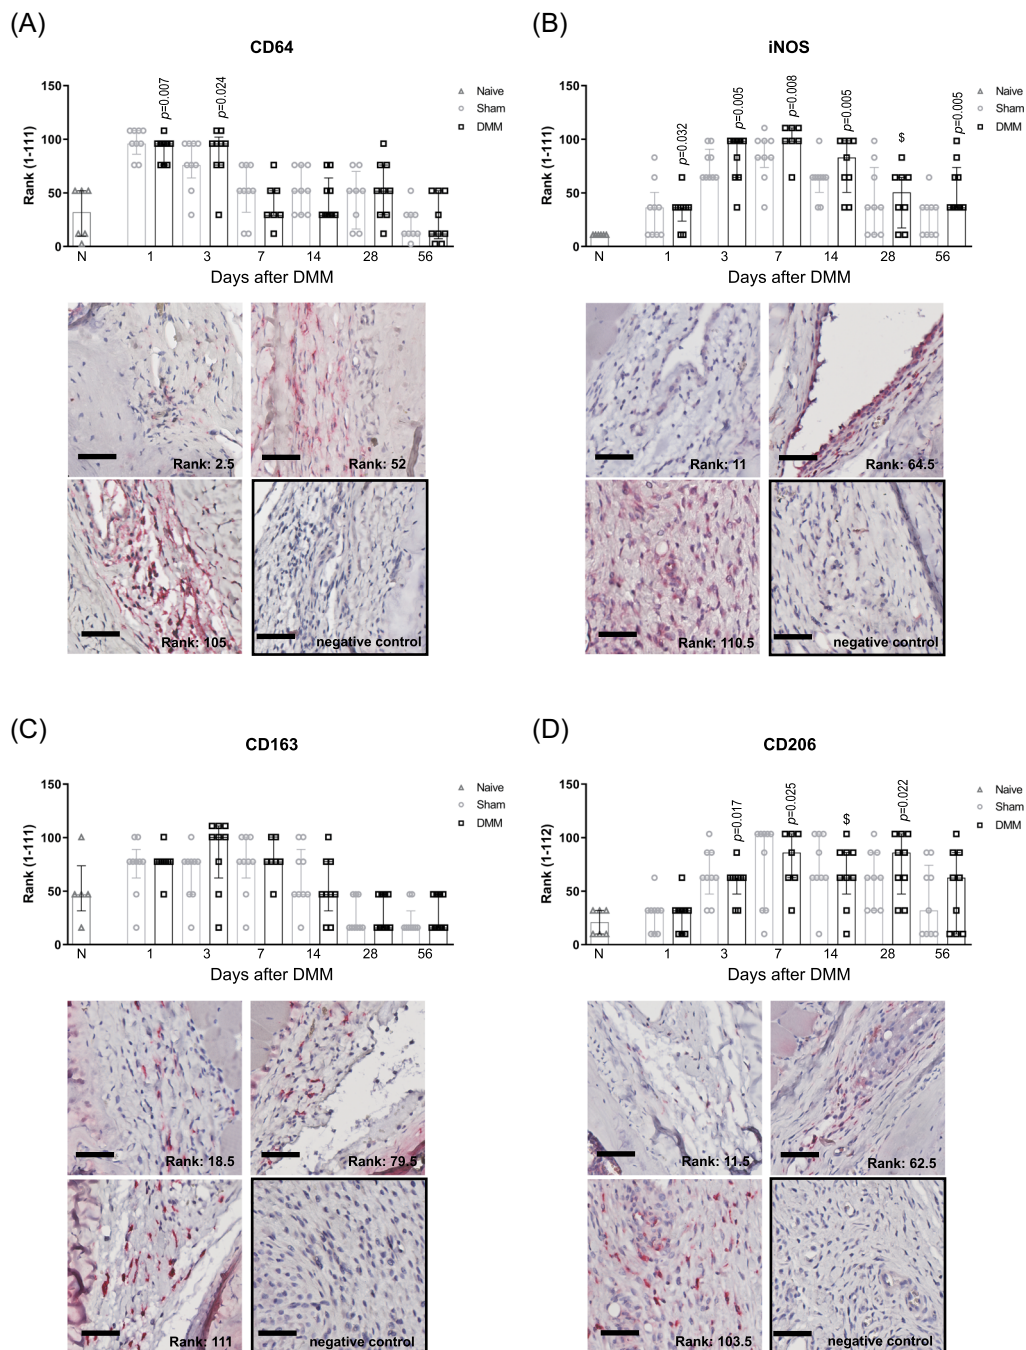 (A)
CD64
p=0.007
p=0.024
150
100
50
0
Rank (1-111)
N 1 3 7 14 28 56
Days after DMM
Naive
Sham
DMM
Rank: 2.5
Rank: 52
Rank: 105
negative control
(B)
iNOS
p=0.032
p=0.005
p=0.008
p=0.005
$
p=0.005
150
100
50
0
Rank (1-111)
N 1 3 7 14 28 56
Days after DMM
Naive
Sham
DMM
Rank: 11
Rank: 64.5
Rank: 110.5
negative control
(C)
CD163
150
100
50
0
Rank (1-111)
N 1 3 7 14 28 56
Days after DMM
Naive
Sham
DMM
Rank: 18.5
Rank: 79.5
Rank: 111
negative control
(D)
CD206
p=0.017
p=0.025
$
p=0.022
150
100
50
0
Rank (1-112)
N 1 3 7 14 28 56
Days after DMM
Naive
Sham
DMM
Rank: 11.5
Rank: 62.5
Rank: 103.5
negative control